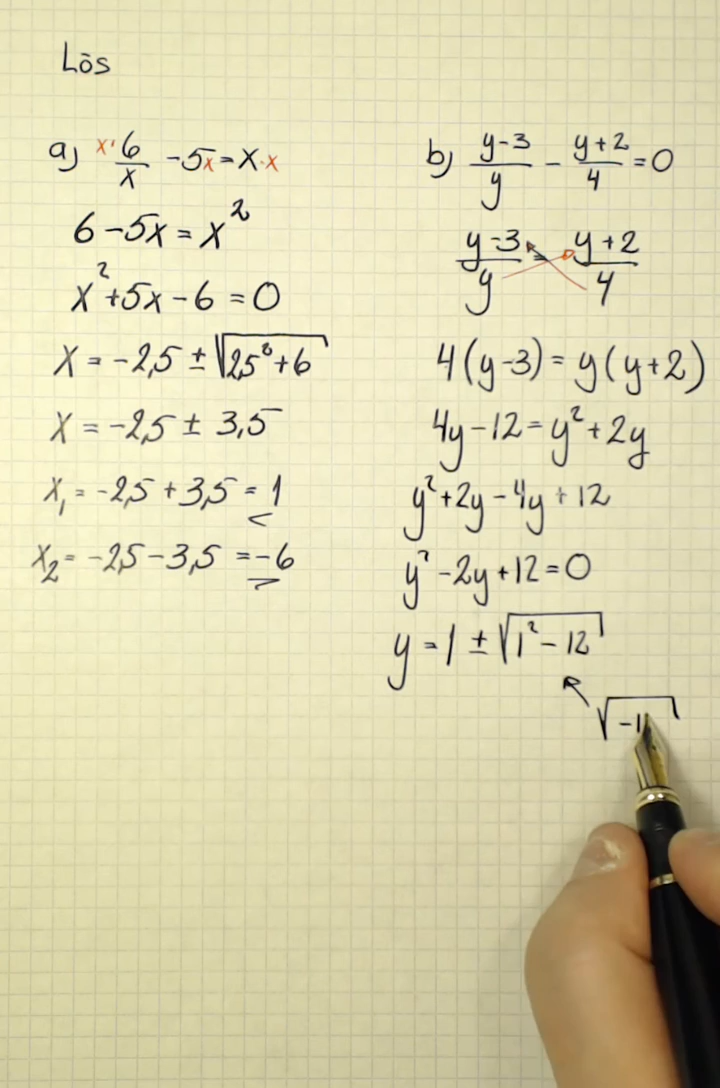 Lös
a) x· 6/x - 5x = x·x
6 - 5x = x²
x² + 5x - 6 = 0
x = -2,5 ± √(2,5² + 6)
x = -2,5 ± 3,5
x₁ = -2,5 + 3,5 = 1
x₂ = -2,5 - 3,5 = -6
b) (y-3)/y - (y+2)/4 = 0
(y-3)/y = (y+2)/4
4(y-3) = y(y+2)
4y - 12 = y² + 2y
y² + 2y - 4y + 12
y² - 2y + 12 = 0
y = 1 ± √(1² - 12)